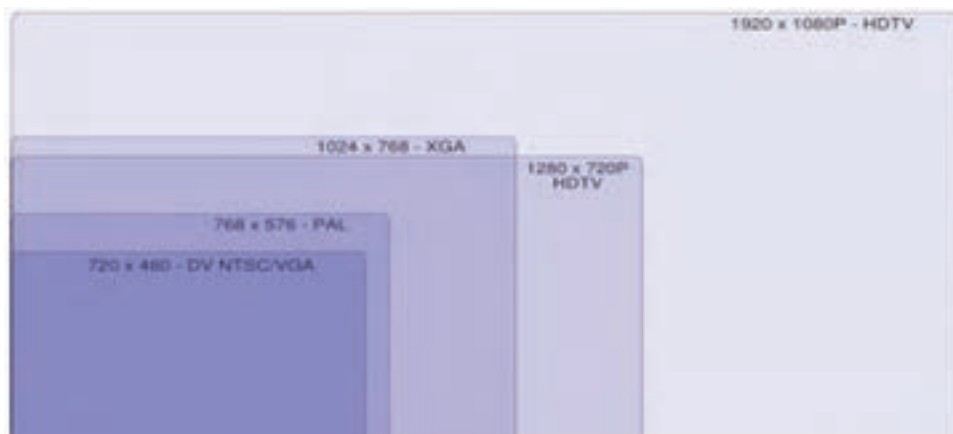 1920 x 1080P - HDTV
1024 x 768 - XGA
1280 x 720P
HDTV
768 x 576 - PAL
720 x 480 - DV NTSC/VGA